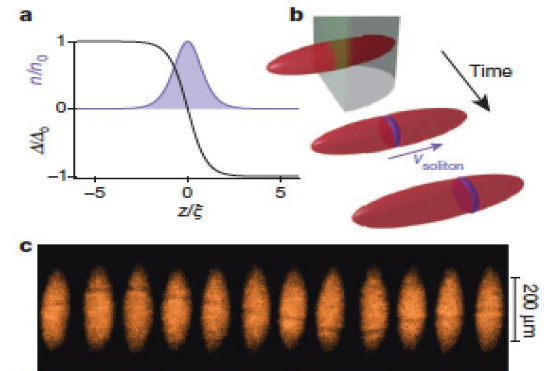 a
n/n₀
Δ/Δ₀
1
0
−1
−5
0
5
z/ξ
b
Time
Vsoliton
c
200 μm